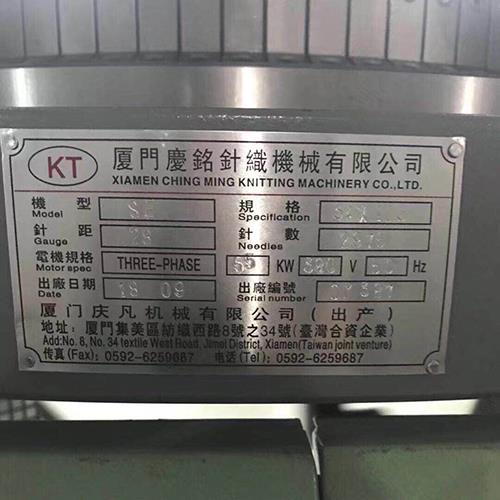 KT
厦門慶銘針織機械有限公司
XIAMEN CHING MING KNITTING MACHINERY CO.,LTD.
機 型 規 格
Model Specification
針 距 28 針 數
Gauge Needles
電機規格 THREE-PHASE KW V Hz
Motor spec
出廠日期 18 09 出廠編號
Date Serial number
厦 门 庆 凡 机 械 有 限 公 司 ( 出 产 )
地址: 厦門集美區紡織西路8號之34號(臺灣合資企業)
Add:No. 8, No. 34 textile West Road, Jimei District, Xiamen(Taiwan joint venture)
传真(Fax): 0592-6259687 电话(Tel): 0592-6259687